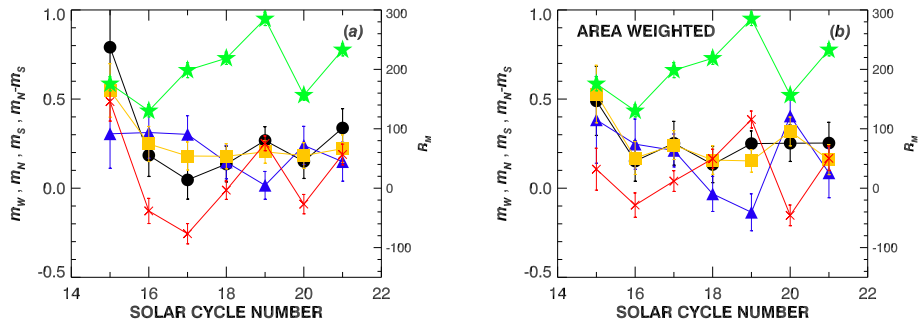 (a)
1.0
0.5
0.0
-0.5
m_W , m_N , m_S , m_N-m_S
300
200
100
0
-100
R_M
14 16 18 20 22
SOLAR CYCLE NUMBER
AREA WEIGHTED (b)
1.0
0.5
0.0
-0.5
m_W , m_N , m_S , m_N-m_S
300
200
100
0
-100
R_M
14 16 18 20 22
SOLAR CYCLE NUMBER